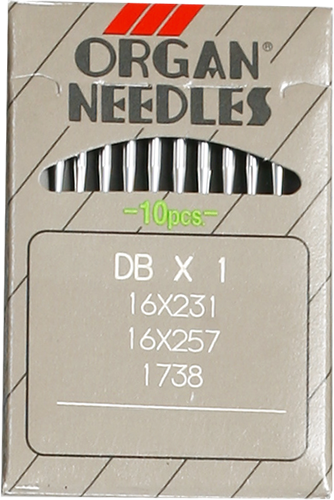 ORGAN®
NEEDLES
-10pcs.-
DB X 1
16X231
16X257
1738